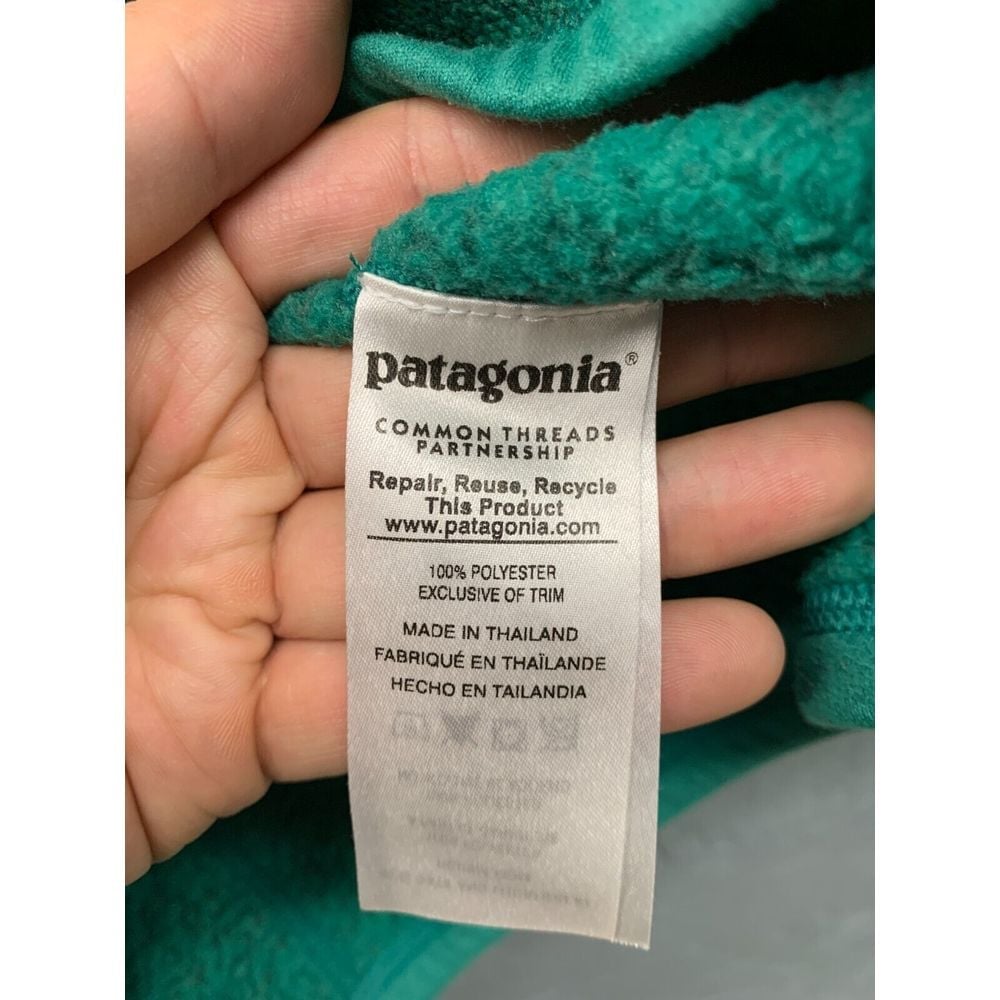 patagonia®
COMMON THREADS
PARTNERSHIP
Repair, Reuse, Recycle
This Product
www.patagonia.com
100% POLYESTER
EXCLUSIVE OF TRIM
MADE IN THAILAND
FABRIQUÉ EN THAÏLANDE
HECHO EN TAILANDIA